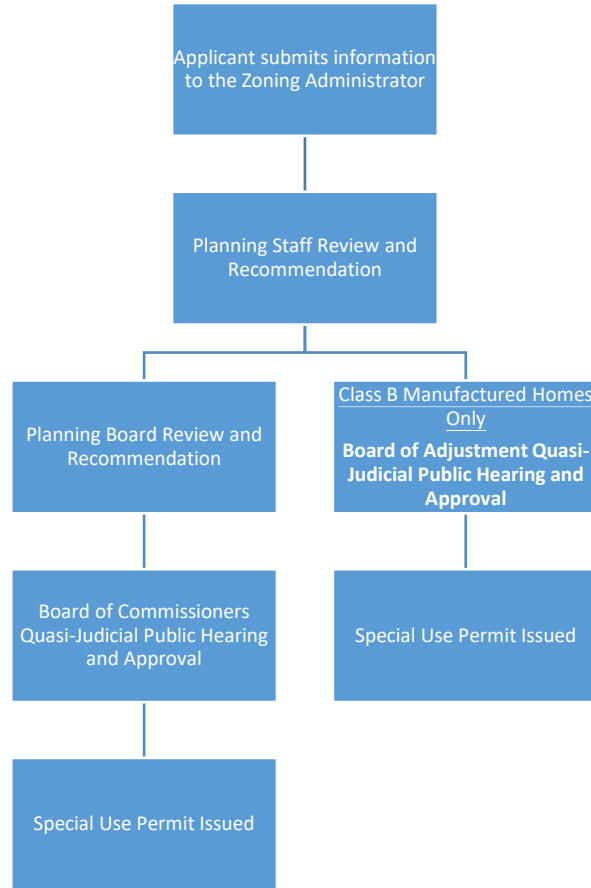 Applicant submits information
to the Zoning Administrator
Planning Staff Review and
Recommendation
Planning Board Review and
Recommendation
Class B Manufactured Homes
Only
Board of Adjustment Quasi-
Judicial Public Hearing and
Approval
Board of Commissioners
Quasi-Judicial Public Hearing
and Approval
Special Use Permit Issued
Special Use Permit Issued